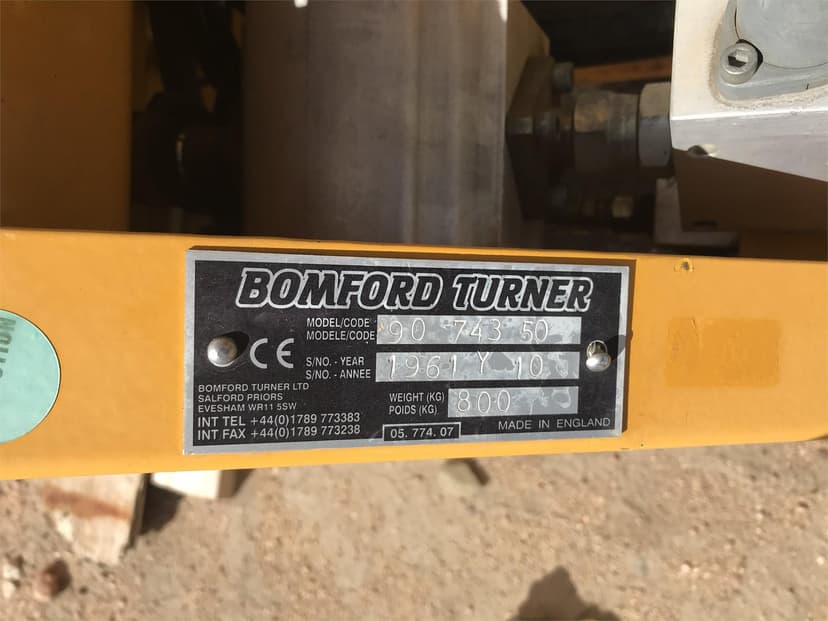 BOMFORD TURNER
MODEL/CODE
MODELE/CODE
90 743 50
CE
S/NO. - YEAR
S/NO. - ANNEE
1961 Y 10
BOMFORD TURNER LTD
SALFORD PRIORS
EVESHAM WR11 5SW
WEIGHT (KG)
POIDS (KG)
800
INT TEL +44(0)1789 773383
INT FAX +44(0)1789 773238
05. 774. 07
MADE IN ENGLAND